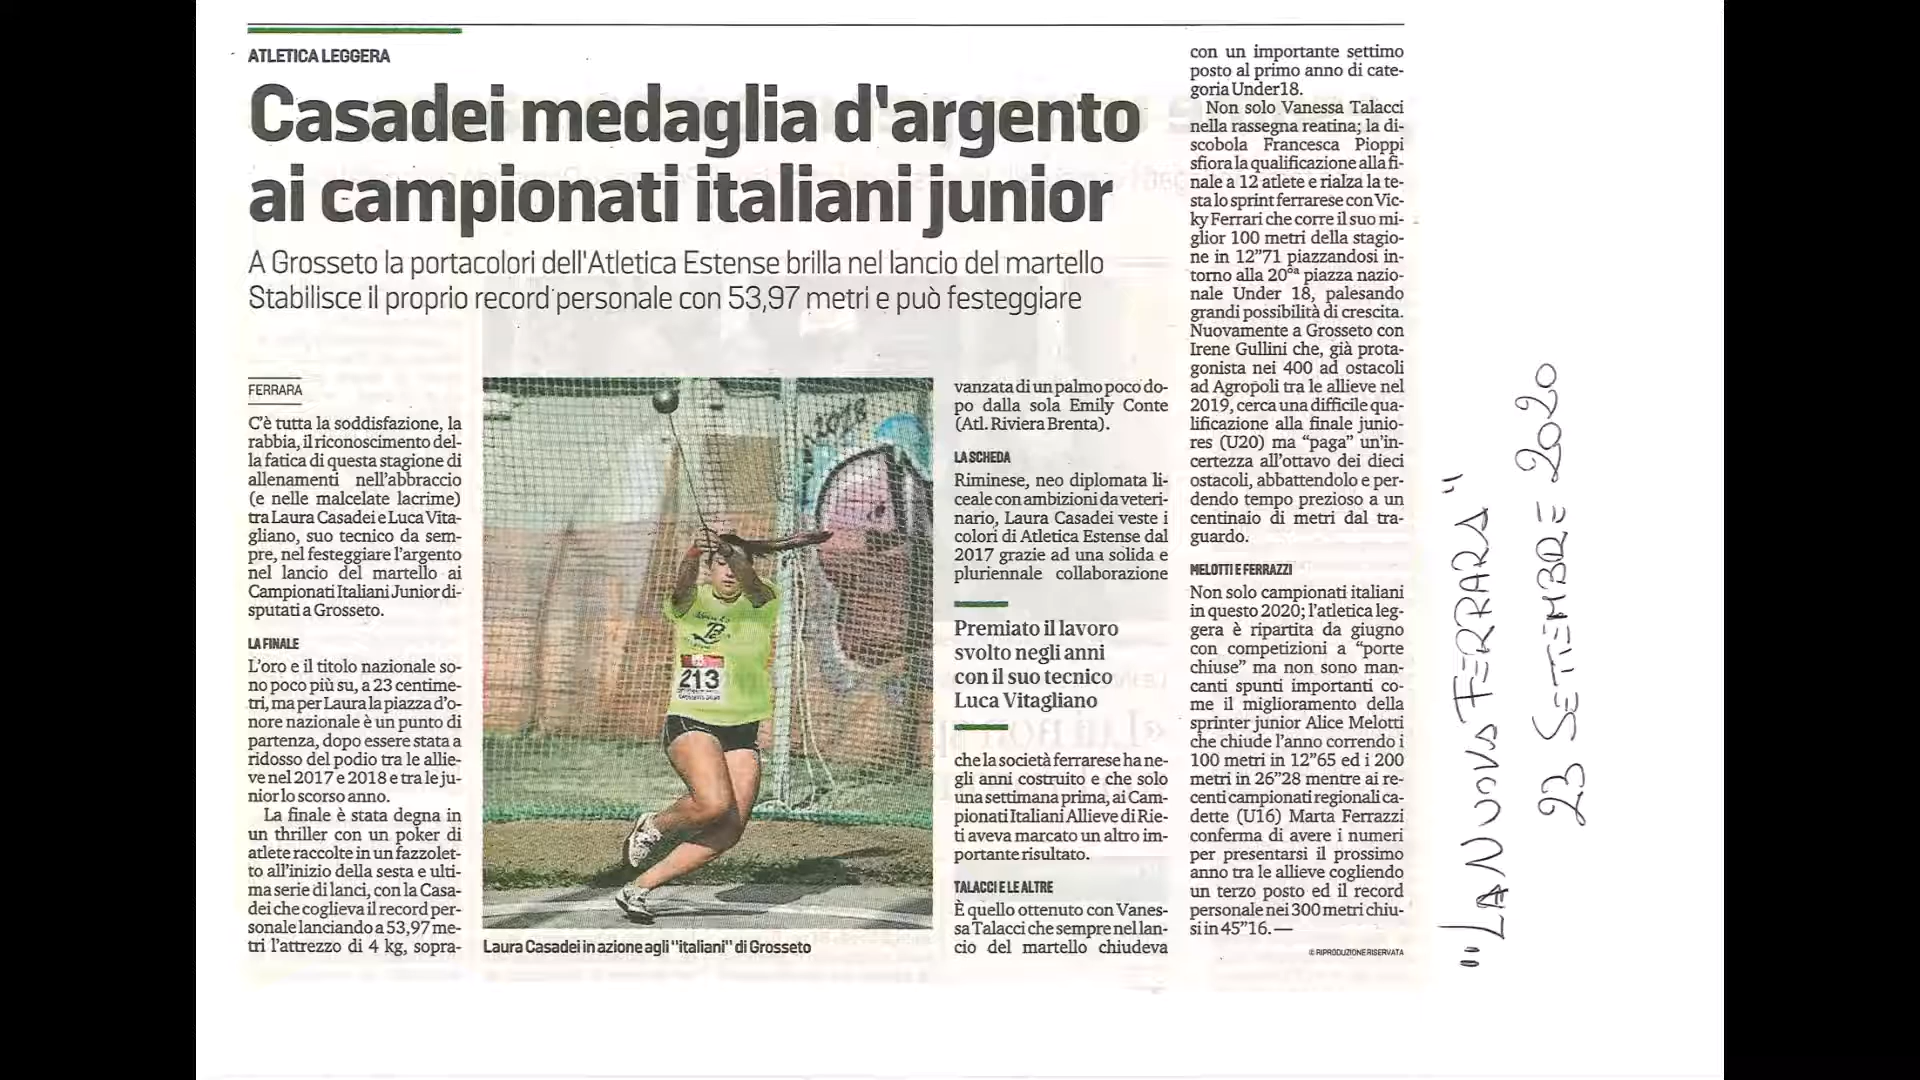 ATLETICA LEGGERA
Casadei medaglia d'argento
ai campionati italiani junior
A Grosseto la portacolori dell'Atletica Estense brilla nel lancio del martello
Stabilisce il proprio record personale con 53,97 metri e può festeggiare
FERRARA
C'è tutta la soddisfazione, la
rabbia, il riconoscimento del-
la fatica di questa stagione di
allenamenti nell'abbraccio
(e nelle malcelate lacrime)
tra Laura Casadei e Luca Vita-
gliano, suo tecnico da sem-
pre, nel festeggiare l'argento
nel lancio del martello ai
Campionati Italiani Junior di-
sputati a Grosseto.
LA FINALE
L'oro e il titolo nazionale so-
no poco più su, a 23 centime-
tri, ma per Laura la piazza d'o-
nore nazionale è un punto di
partenza, dopo essere stata a
ridosso del podio tra le allie-
ve nel 2017 e 2018 e tra le ju-
nior lo scorso anno.
La finale è stata degna in
un thriller con un poker di
atlete raccolte in un fazzolet-
to all'inizio della sesta e ulti-
ma serie di lanci, con la Casa-
dei che coglieva il record per-
sonale lanciando a 53,97 me-
tri l'attrezzo di 4 kg, sopra-
2018
213
Laura Casadei in azione agli "italiani" di Grosseto
vanzata di un palmo poco do-
po dalla sola Emily Conte
(Atl. Riviera Brenta).
LA SCHEDA
Riminese, neo diplomata li-
ceale con ambizioni da veteri-
nario, Laura Casadei veste i
colori di Atletica Estense dal
2017 grazie ad una solida e
pluriennale collaborazione
Premiato il lavoro
svolto negli anni
con il suo tecnico
Luca Vitagliano
che la società ferrarese ha ne-
gli anni costruito e che solo
una settimana prima, ai Cam-
pionati Italiani Allieve di Rie-
ti aveva marcato un altro im-
portante risultato.
TALACCI E LE ALTRE
È quello ottenuto con Vanes-
sa Talacci che sempre nel lan-
cio del martello chiudeva
con un importante settimo
posto al primo anno di cate-
goria Under18.
Non solo Vanessa Talacci
nella rassegna reatina; la di-
scobola Francesca Pioppi
sfiora la qualificazione alla fi-
nale a 12 atlete e rialza la te-
sta lo sprint ferrarese con Vic-
ky Ferrari che corre il suo mi-
glior 100 metri della stagio-
ne in 12"71 piazzandosi in-
torno alla 20ªª piazza nazio-
nale Under 18, palesando
grandi possibilità di crescita.
Nuovamente a Grosseto con
Irene Gullini che, già prota-
gonista nei 400 ad ostacoli
ad Agropoli tra le allieve nel
2019, cerca una difficile qua-
lificazione alla finale junio-
res (U20) ma "paga" un'in-
certezza all'ottavo dei dieci
ostacoli, abbattendolo e per-
dendo tempo prezioso a un
centinaio di metri dal tra-
guardo.
MELOTTI E FERRAZZI
Non solo campionati italiani
in questo 2020; l'atletica leg-
gera è ripartita da giugno
con competizioni a "porte
chiuse" ma non sono man-
canti spunti importanti co-
me il miglioramento della
sprinter junior Alice Melotti
che chiude l'anno correndo i
100 metri in 12"65 ed i 200
metri in 26"28 mentre ai re-
centi campionati regionali ca-
dette (U16) Marta Ferrazzi
conferma di avere i numeri
per presentarsi il prossimo
anno tra le allieve cogliendo
un terzo posto ed il record
personale nei 300 metri chiu-
si in 45"16.—
© RIPRODUZIONE RISERVATA
"LA NUOVA FERRARA"
23 SETTEMBRE 2020